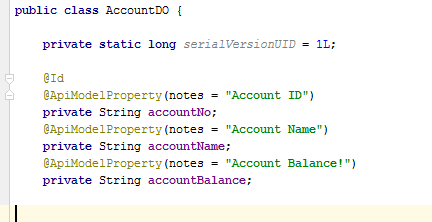 public class AccountDO {
private static long serialVersionUID = 1L;
@Id
@ApiModelProperty(notes = "Account ID")
private String accountNo;
@ApiModelProperty(notes = "Account Name")
private String accountName;
@ApiModelProperty(notes = "Account Balance!")
private String accountBalance;